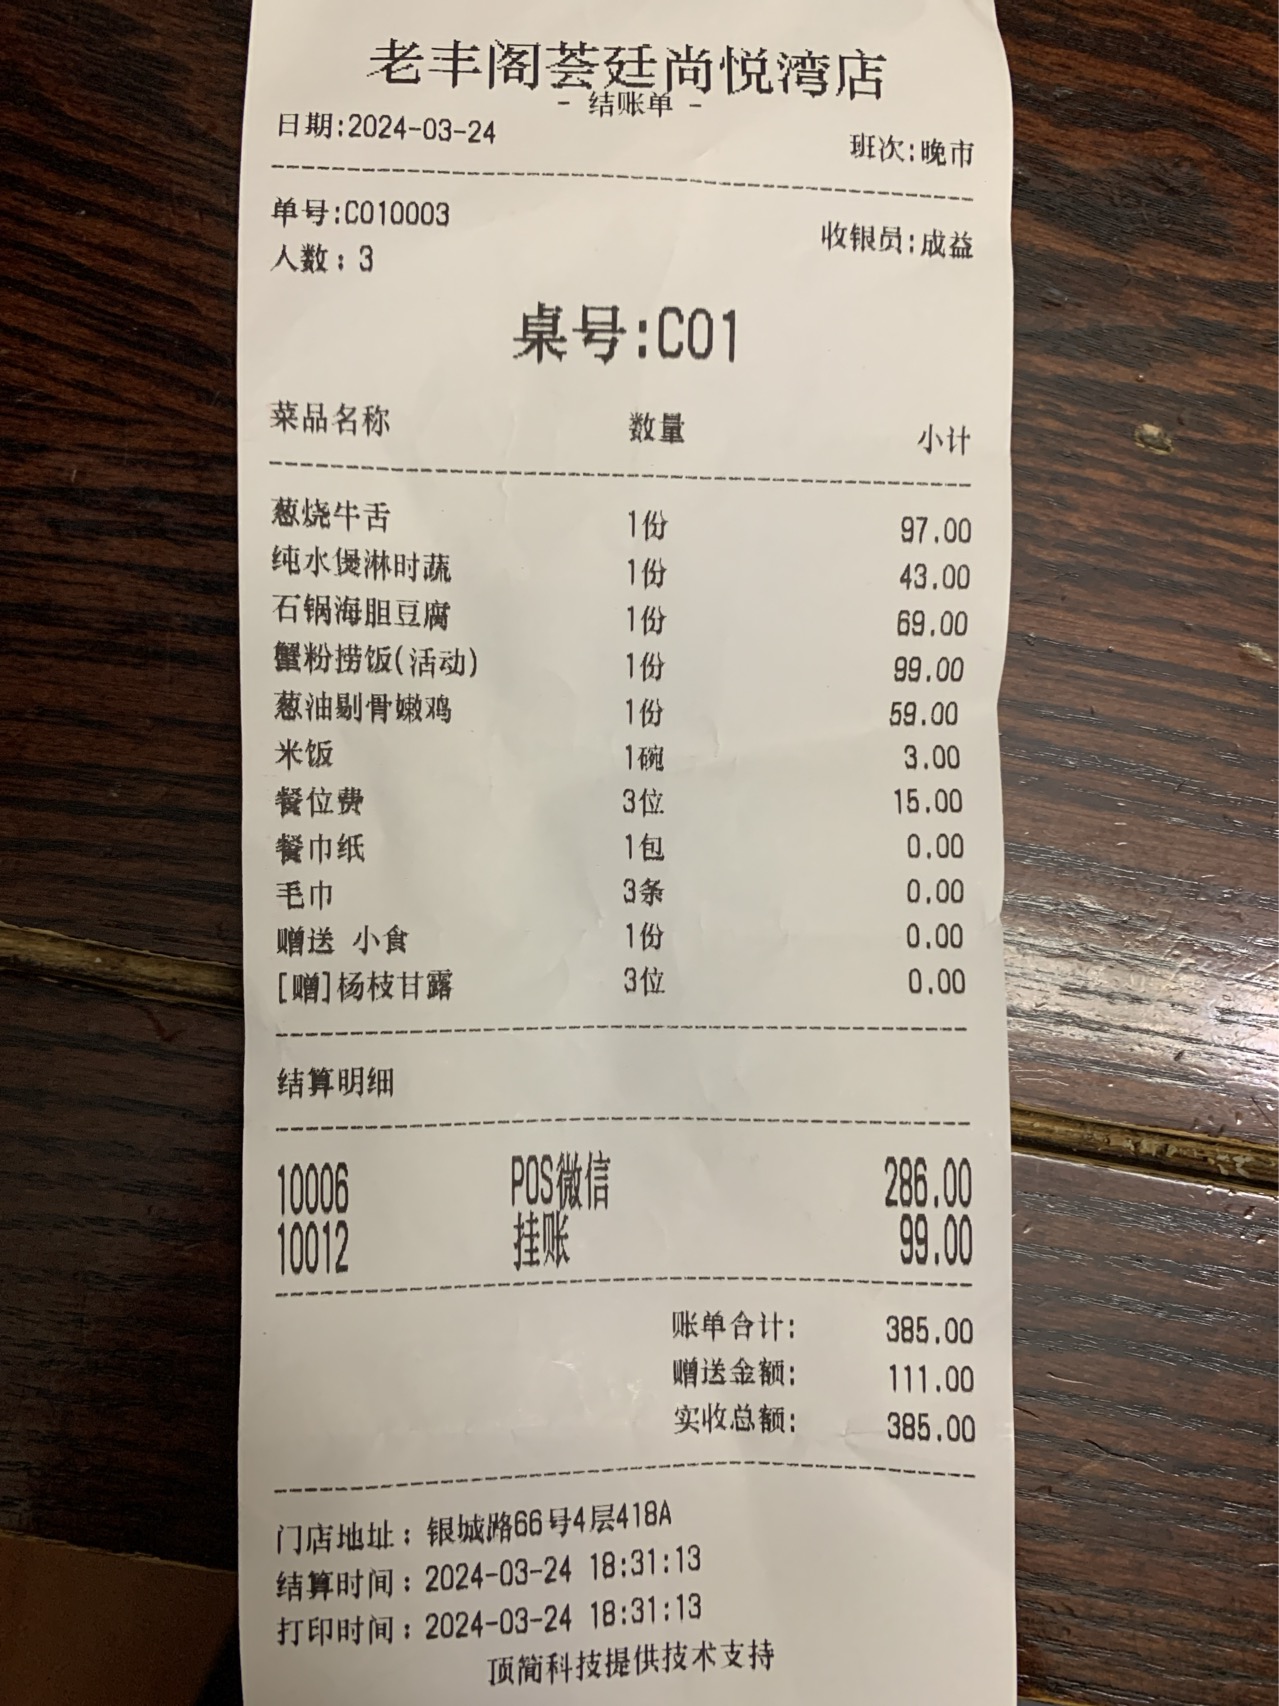 老丰阁荟廷尚悦湾店
- 结账单 -
日期:2024-03-24 班次:晚市
单号:C010003 收银员:成益
人数：3
桌号:C01
菜品名称 数量 小计
葱烧牛舌 1份 97.00
纯水煲淋时蔬 1份 43.00
石锅海胆豆腐 1份 69.00
蟹粉捞饭(活动) 1份 99.00
葱油剔骨嫩鸡 1份 59.00
米饭 1碗 3.00
餐位费 3位 15.00
餐巾纸 1包 0.00
毛巾 3条 0.00
赠送 小食 1份 0.00
[赠]杨枝甘露 3位 0.00
结算明细
10006 POS微信 286.00
10012 挂账 99.00
账单合计: 385.00
赠送金额: 111.00
实收总额: 385.00
门店地址：银城路66号4层418A
结算时间：2024-03-24 18:31:13
打印时间：2024-03-24 18:31:13
顶简科技提供技术支持